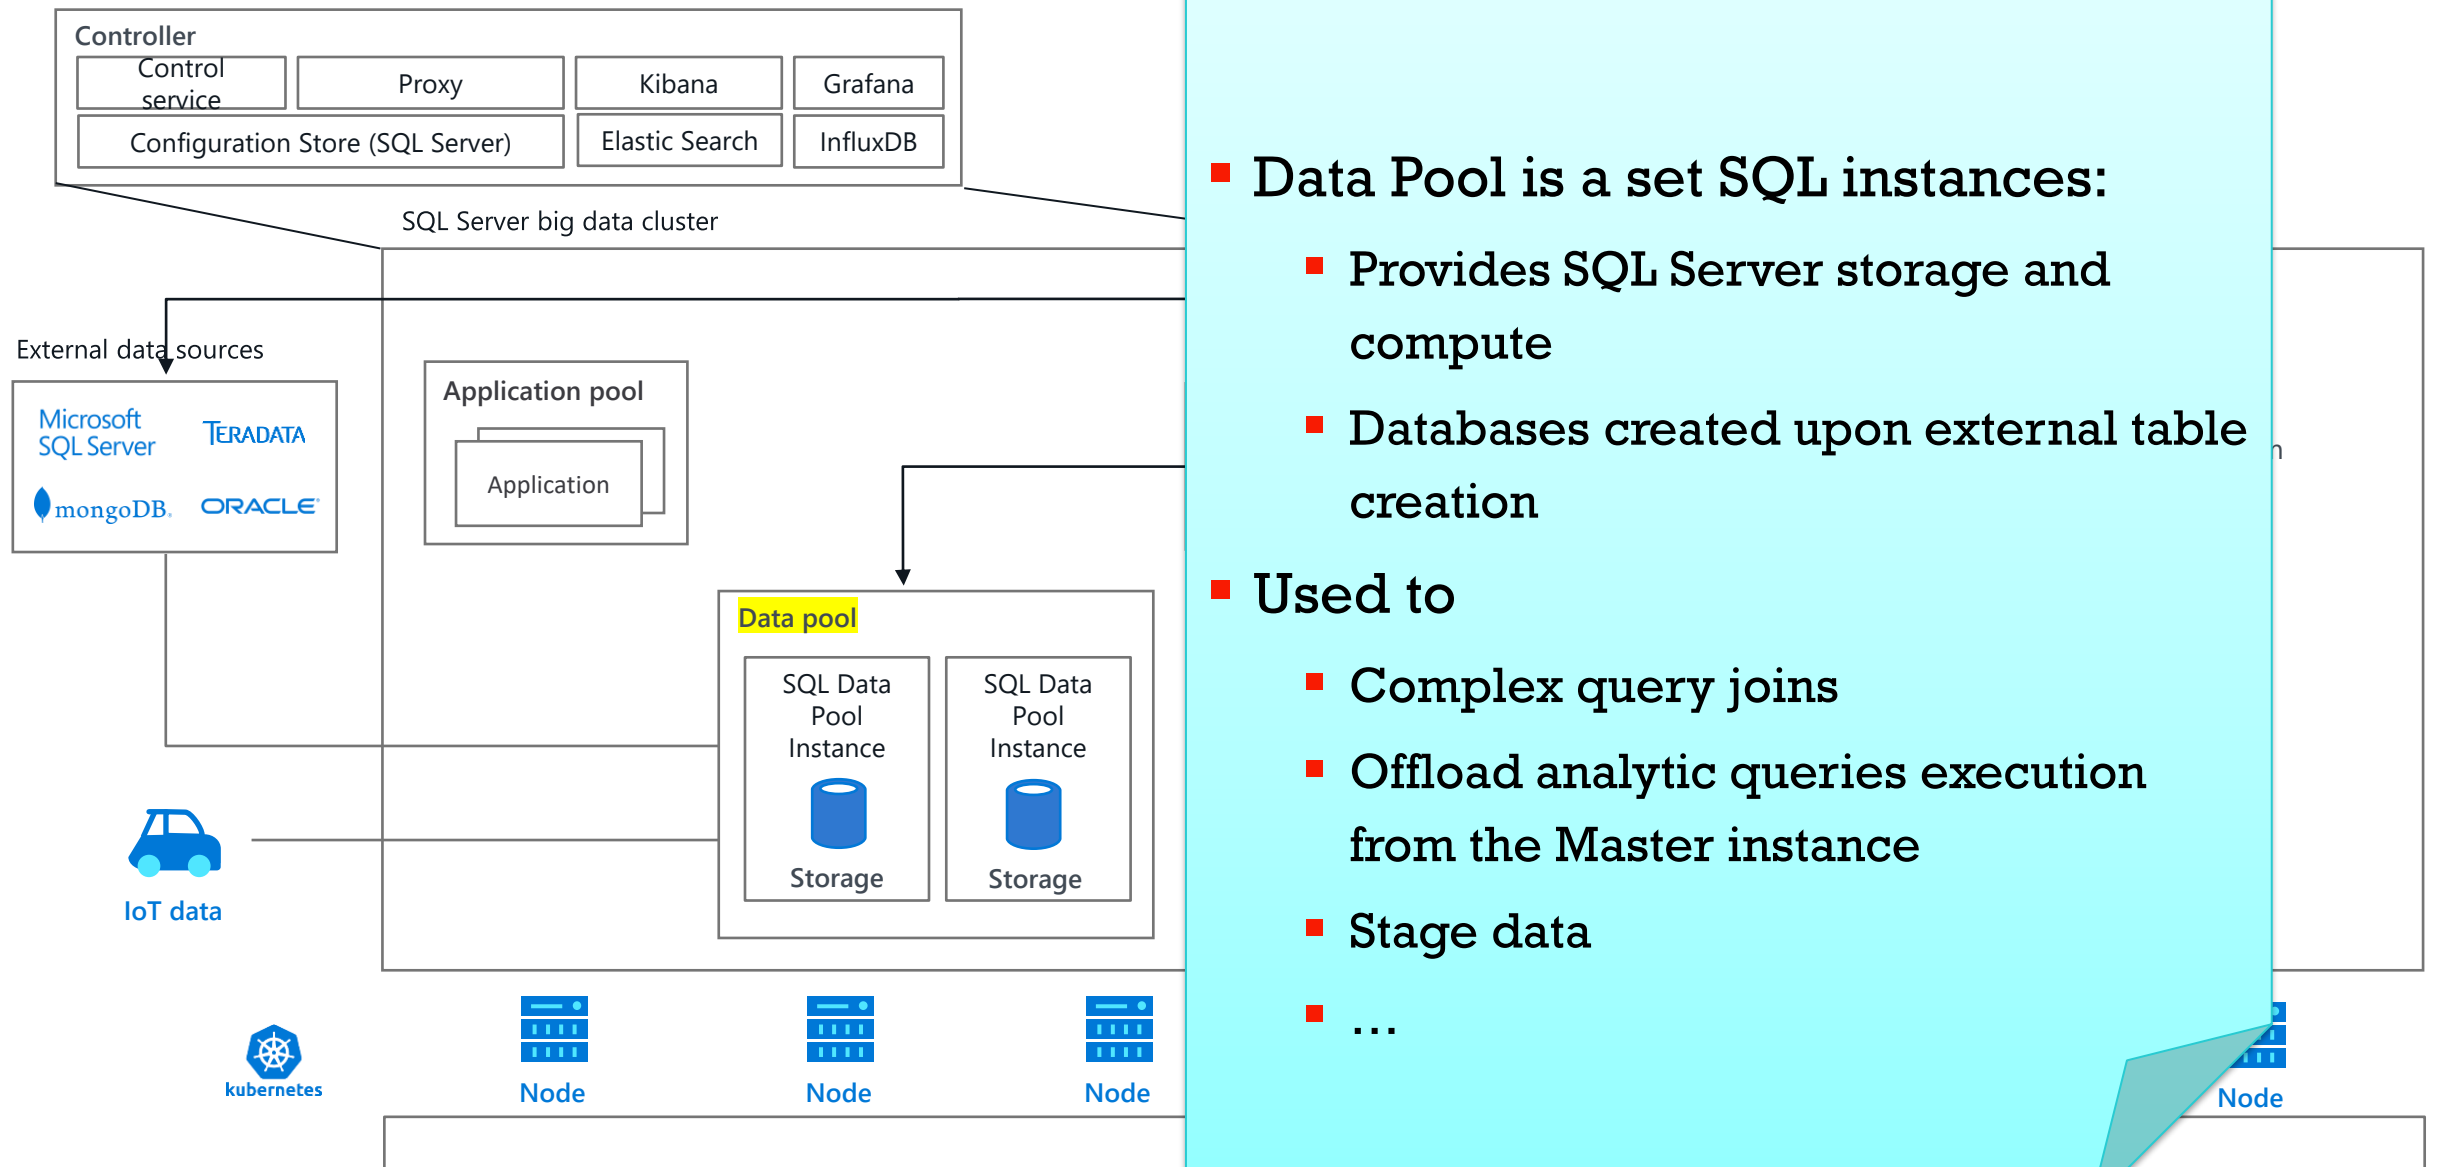 Controller
Control
service
Proxy
Kibana
Grafana
Configuration Store (SQL Server)
Elastic Search
InfluxDB
SQL Server big data cluster
External data sources
Microsoft
SQL Server
TERADATA
mongoDB.
ORACLE
Application pool
Application
Data pool
SQL Data
Pool
Instance
Storage
SQL Data
Pool
Instance
Storage
IoT data
kubernetes
Node
Node
Node
Node
Data Pool is a set SQL instances:
Provides SQL Server storage and
compute
Databases created upon external table
creation
Used to
Complex query joins
Offload analytic queries execution
from the Master instance
Stage data
...